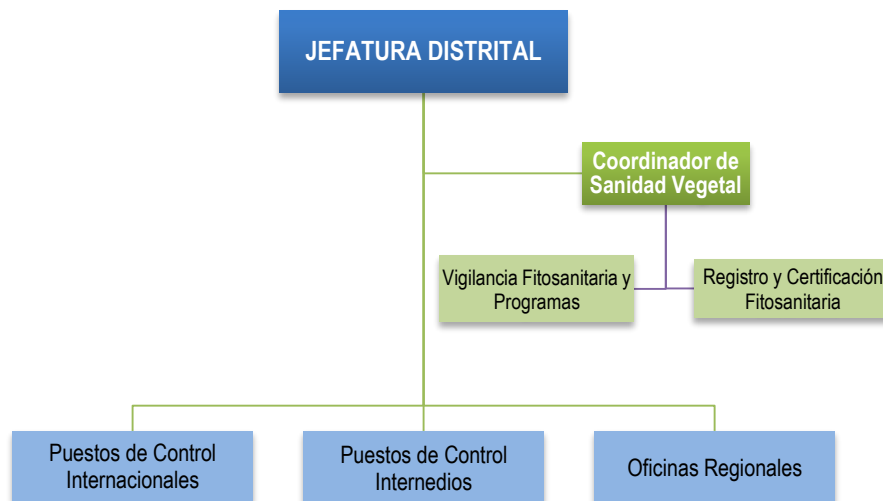 JEFATURA DISTRITAL
Coordinador de
Sanidad Vegetal
Vigilancia Fitosanitaria y
Programas
Registro y Certificación
Fitosanitaria
Puestos de Control
Internacionales
Puestos de Control
Internedios
Oficinas Regionales